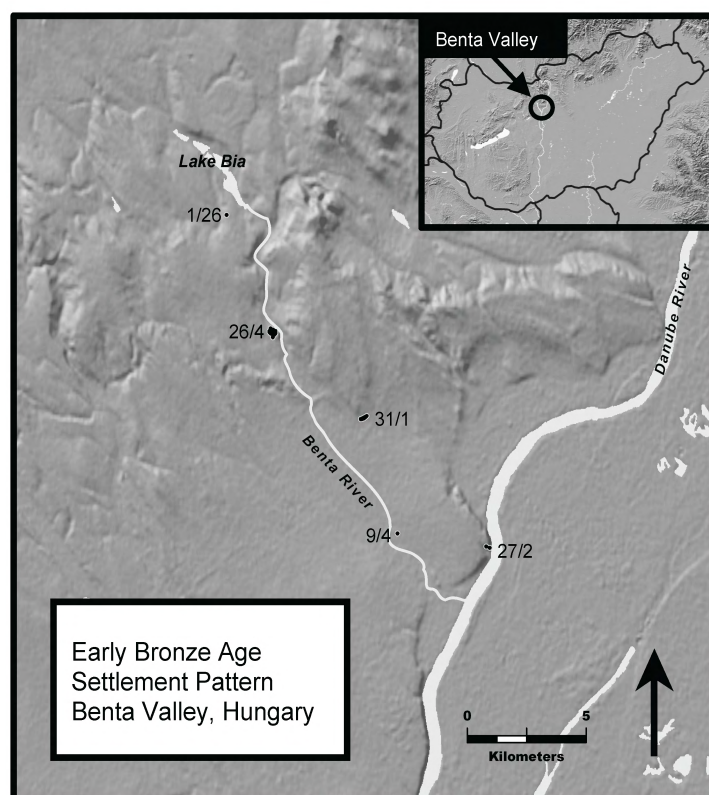 Benta Valley
Lake Bia
1/26
Danube River
26/4
31/1
Benta River
9/4
27/2
Early Bronze Age
Settlement Pattern
Benta Valley, Hungary
0 5
Kilometers